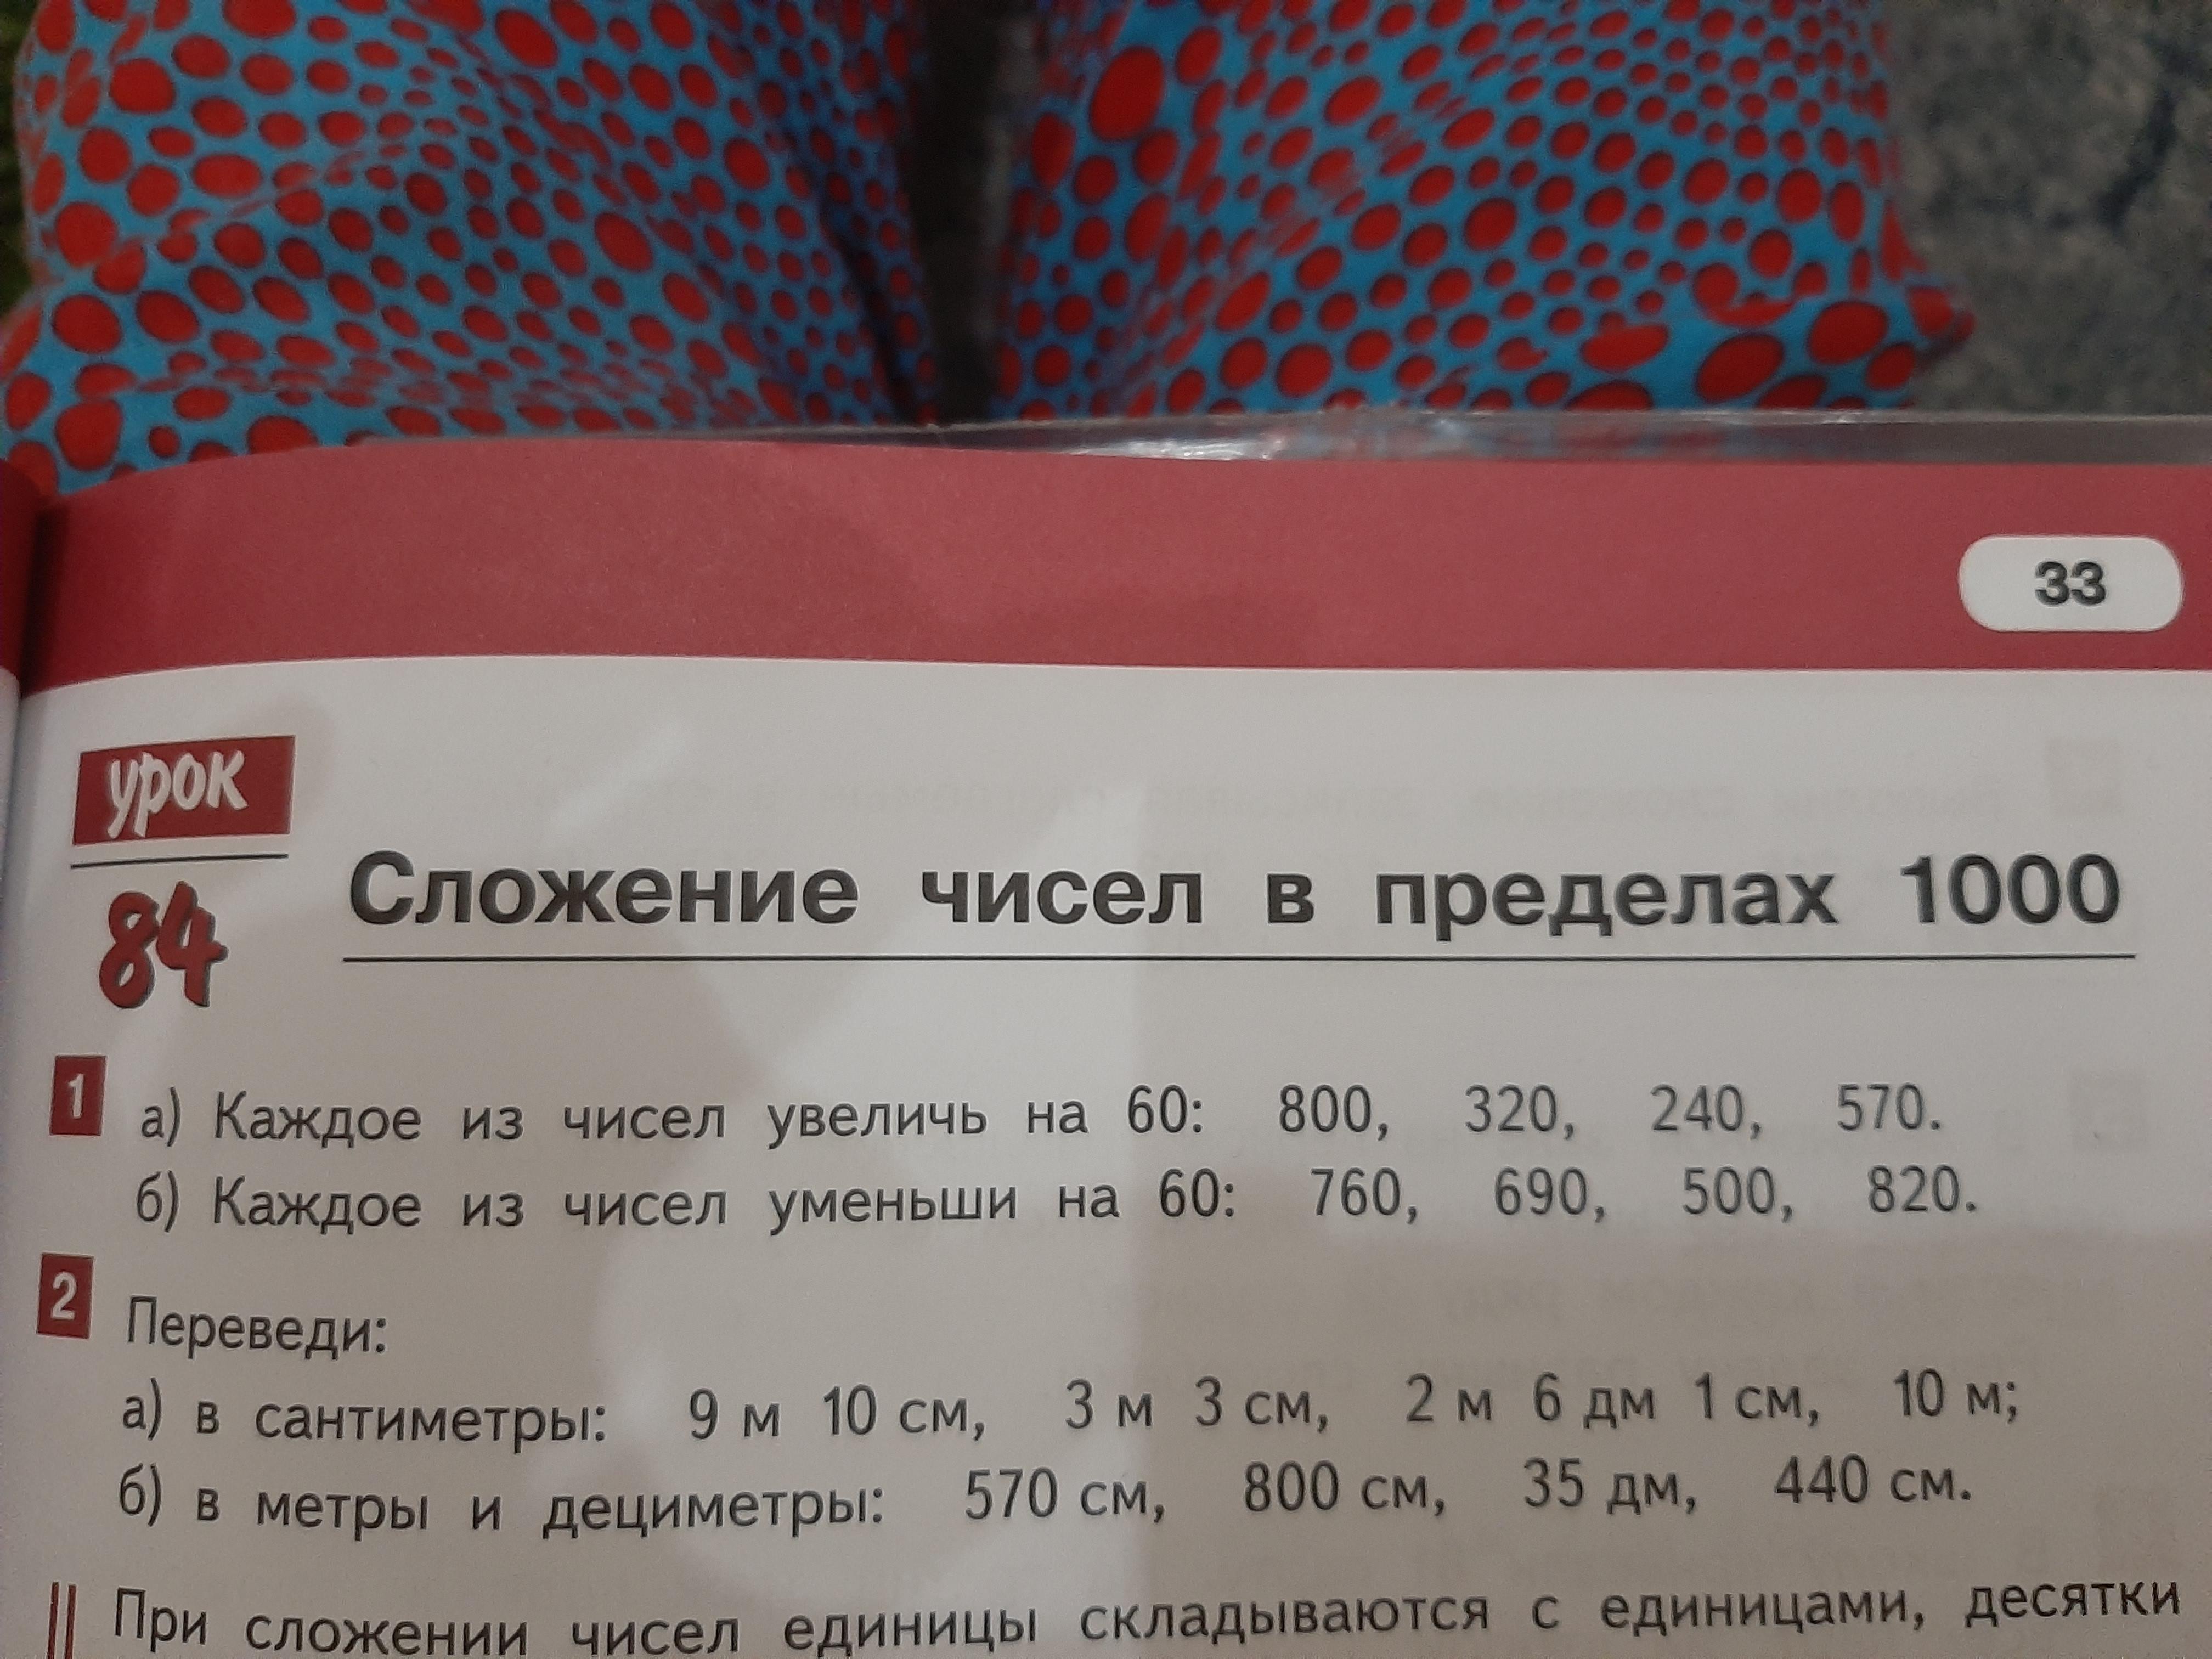 33
урок
84
Сложение чисел в пределах 1000
1
а) Каждое из чисел увеличь на 60: 800, 320, 240, 570.
б) Каждое из чисел уменьши на 60: 760, 690, 500, 820.
2
Переведи:
а) в сантиметры: 9 м 10 см, 3 м 3 см, 2 м 6 дм 1 см, 10 м;
б) в метры и дециметры: 570 см, 800 см, 35 дм, 440 см.
При сложении чисел единицы складываются с единицами, десятки